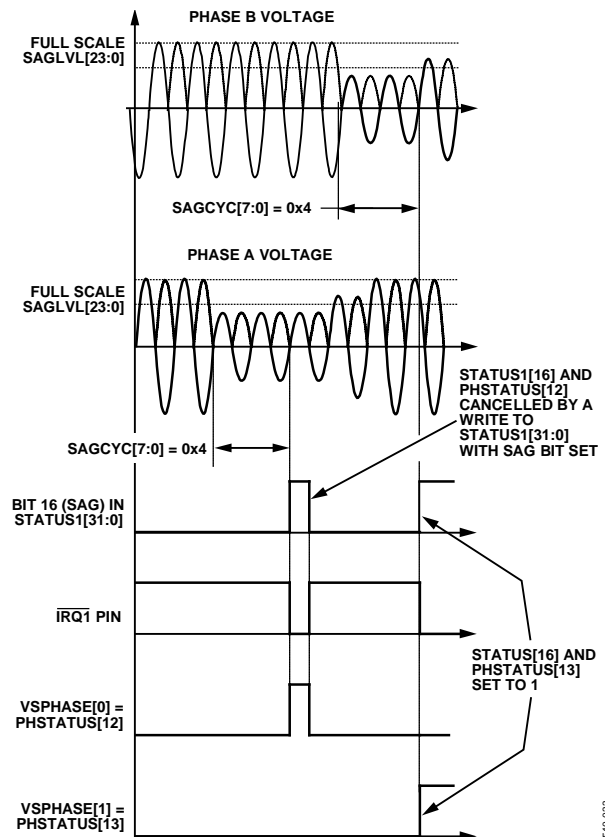 PHASE B VOLTAGE
FULL SCALE
SAGLVL[23:0]
SAGCYC[7:0] = 0x4
PHASE A VOLTAGE
FULL SCALE
SAGLVL[23:0]
STATUS1[16] AND
PHSTATUS[12]
CANCELLED BY A
WRITE TO
STATUS1[31:0]
WITH SAG BIT SET
SAGCYC[7:0] = 0x4
BIT 16 (SAG) IN
STATUS1[31:0]
IRQ1 PIN
STATUS[16] AND
PHSTATUS[13]
SET TO 1
VSPHASE[0] =
PHSTATUS[12]
VSPHASE[1] =
PHSTATUS[13]